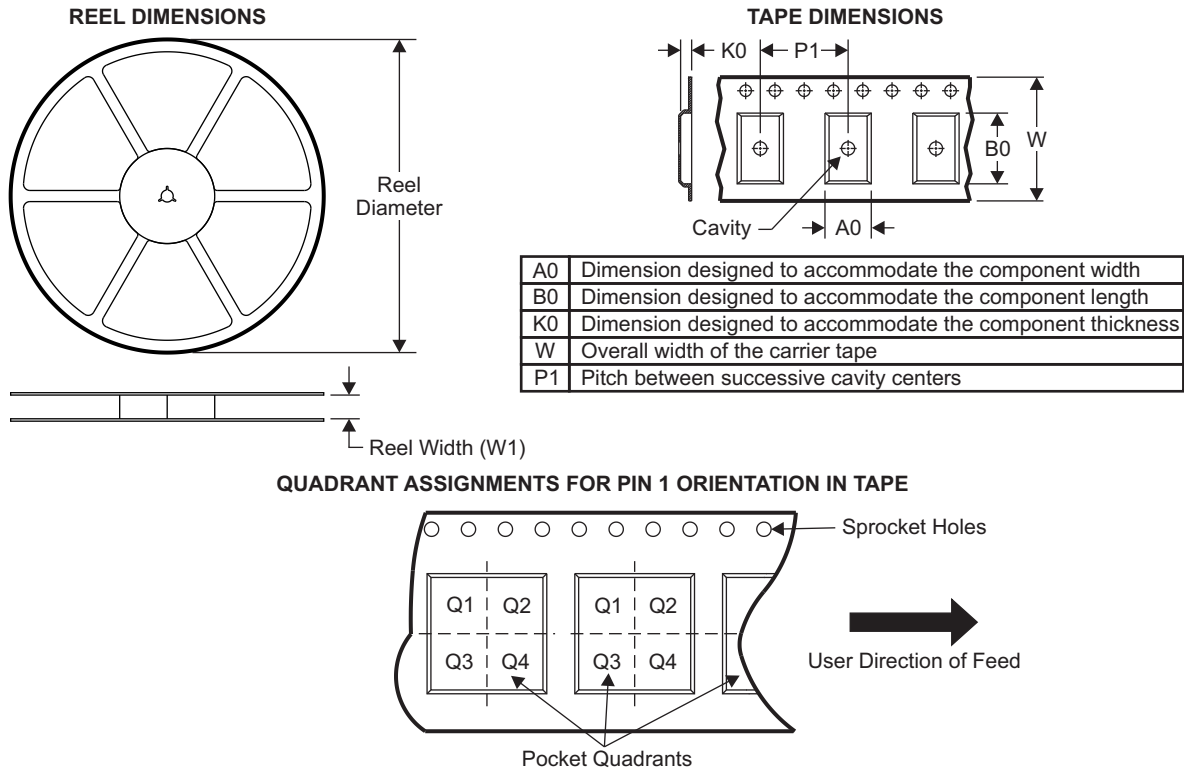 REEL DIMENSIONS
Reel
Diameter
Reel Width (W1)
TAPE DIMENSIONS
K0
P1
B0
W
Cavity
A0
A0 Dimension designed to accommodate the component width
B0 Dimension designed to accommodate the component length
K0 Dimension designed to accommodate the component thickness
W Overall width of the carrier tape
P1 Pitch between successive cavity centers
QUADRANT ASSIGNMENTS FOR PIN 1 ORIENTATION IN TAPE
Sprocket Holes
Q1 Q2 Q1 Q2
Q3 Q4 Q3 Q4
User Direction of Feed
Pocket Quadrants